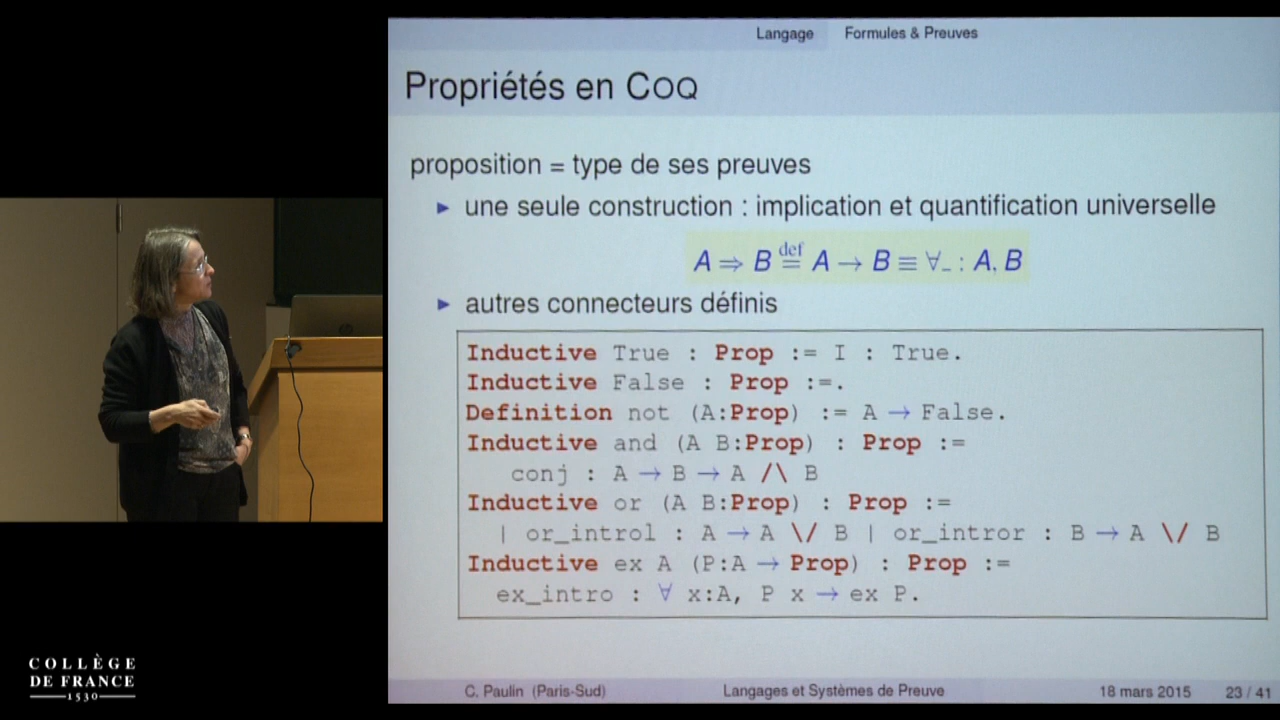 Langage Formules & Preuves
Propriétés en COQ
proposition = type de ses preuves
► une seule construction : implication et quantification universelle
A ⇒ B def= A → B ≡ ∀_ : A, B
► autres connecteurs définis
Inductive True : Prop := I : True.
Inductive False : Prop :=.
Definition not (A:Prop) := A → False.
Inductive and (A B:Prop) : Prop :=
conj : A → B → A /\ B
Inductive or (A B:Prop) : Prop :=
| or_introl : A → A \/ B | or_intror : B → A \/ B
Inductive ex A (P:A → Prop) : Prop :=
ex_intro : ∀ x:A, P x → ex P.
C. Paulin (Paris-Sud) Langages et Systèmes de Preuve 18 mars 2015 23 / 41
COLLÈGE
DE FRANCE
1530